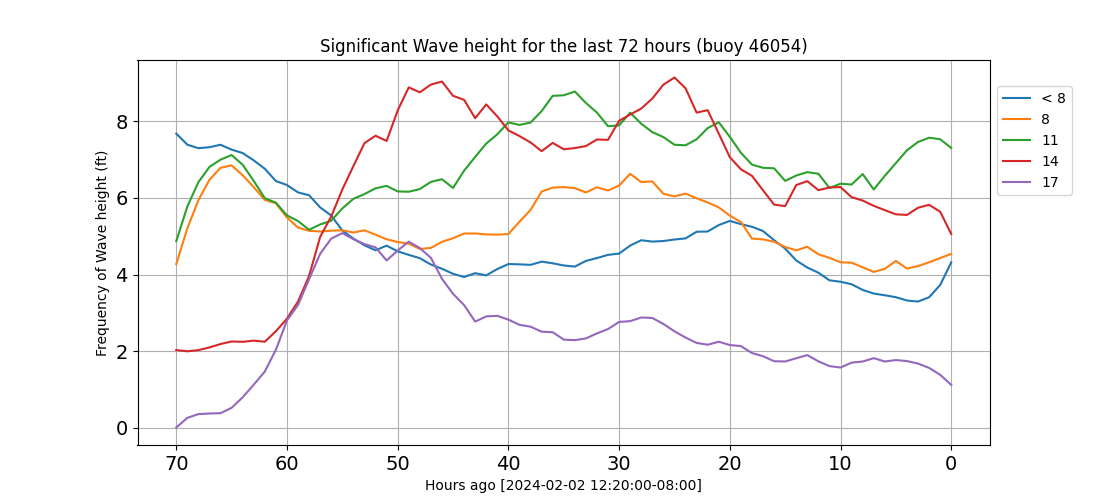 Significant Wave height for the last 72 hours (buoy 46054)
Frequency of Wave height (ft)
8
6
4
2
0
70 60 50 40 30 20 10 0
Hours ago [2024-02-02 12:20:00-08:00]
< 8
8
11
14
17